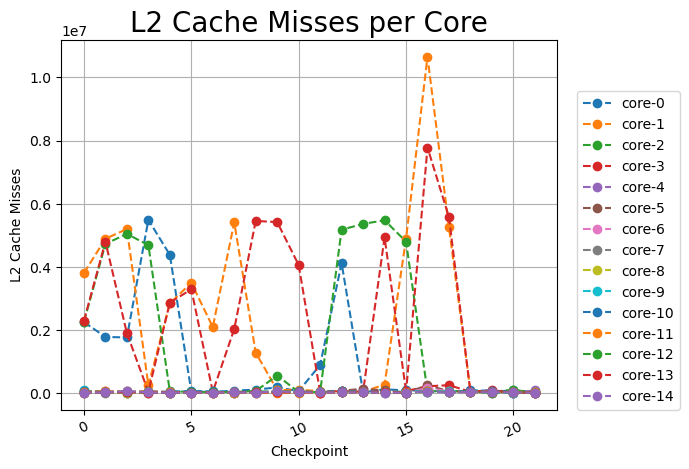 L2 Cache Misses per Core
1e7
1.0
0.8
0.6
0.4
0.2
0.0
L2 Cache Misses
0
5
10
15
20
Checkpoint
core-0
core-1
core-2
core-3
core-4
core-5
core-6
core-7
core-8
core-9
core-10
core-11
core-12
core-13
core-14